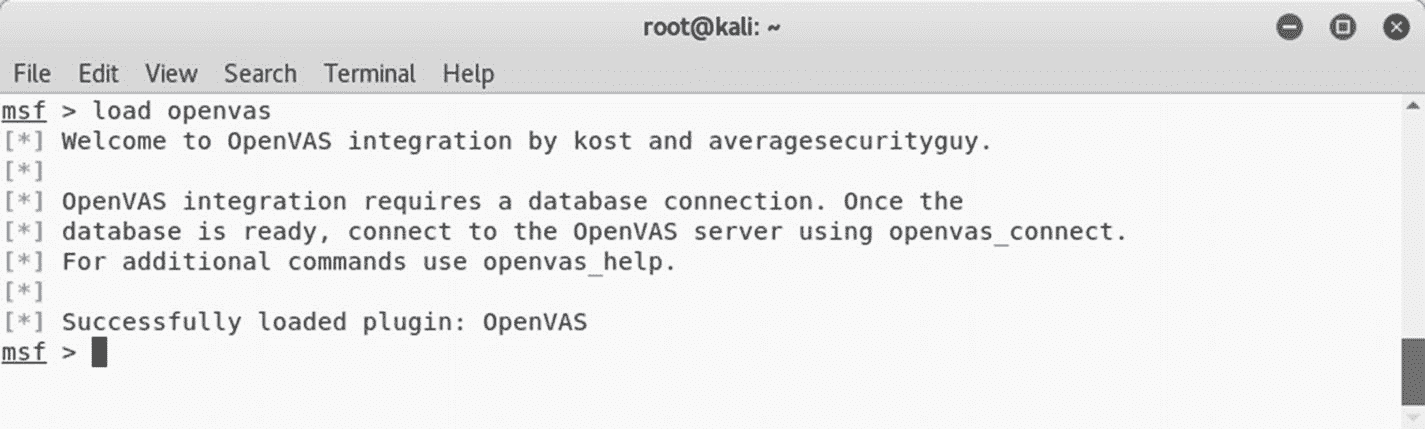 root@kali: ~
File Edit View Search Terminal Help
msf > load openvas
[*] Welcome to OpenVAS integration by kost and averagesecurityguy.
[*]
[*] OpenVAS integration requires a database connection. Once the
[*] database is ready, connect to the OpenVAS server using openvas_connect.
[*] For additional commands use openvas_help.
[*]
[*] Successfully loaded plugin: OpenVAS
msf >